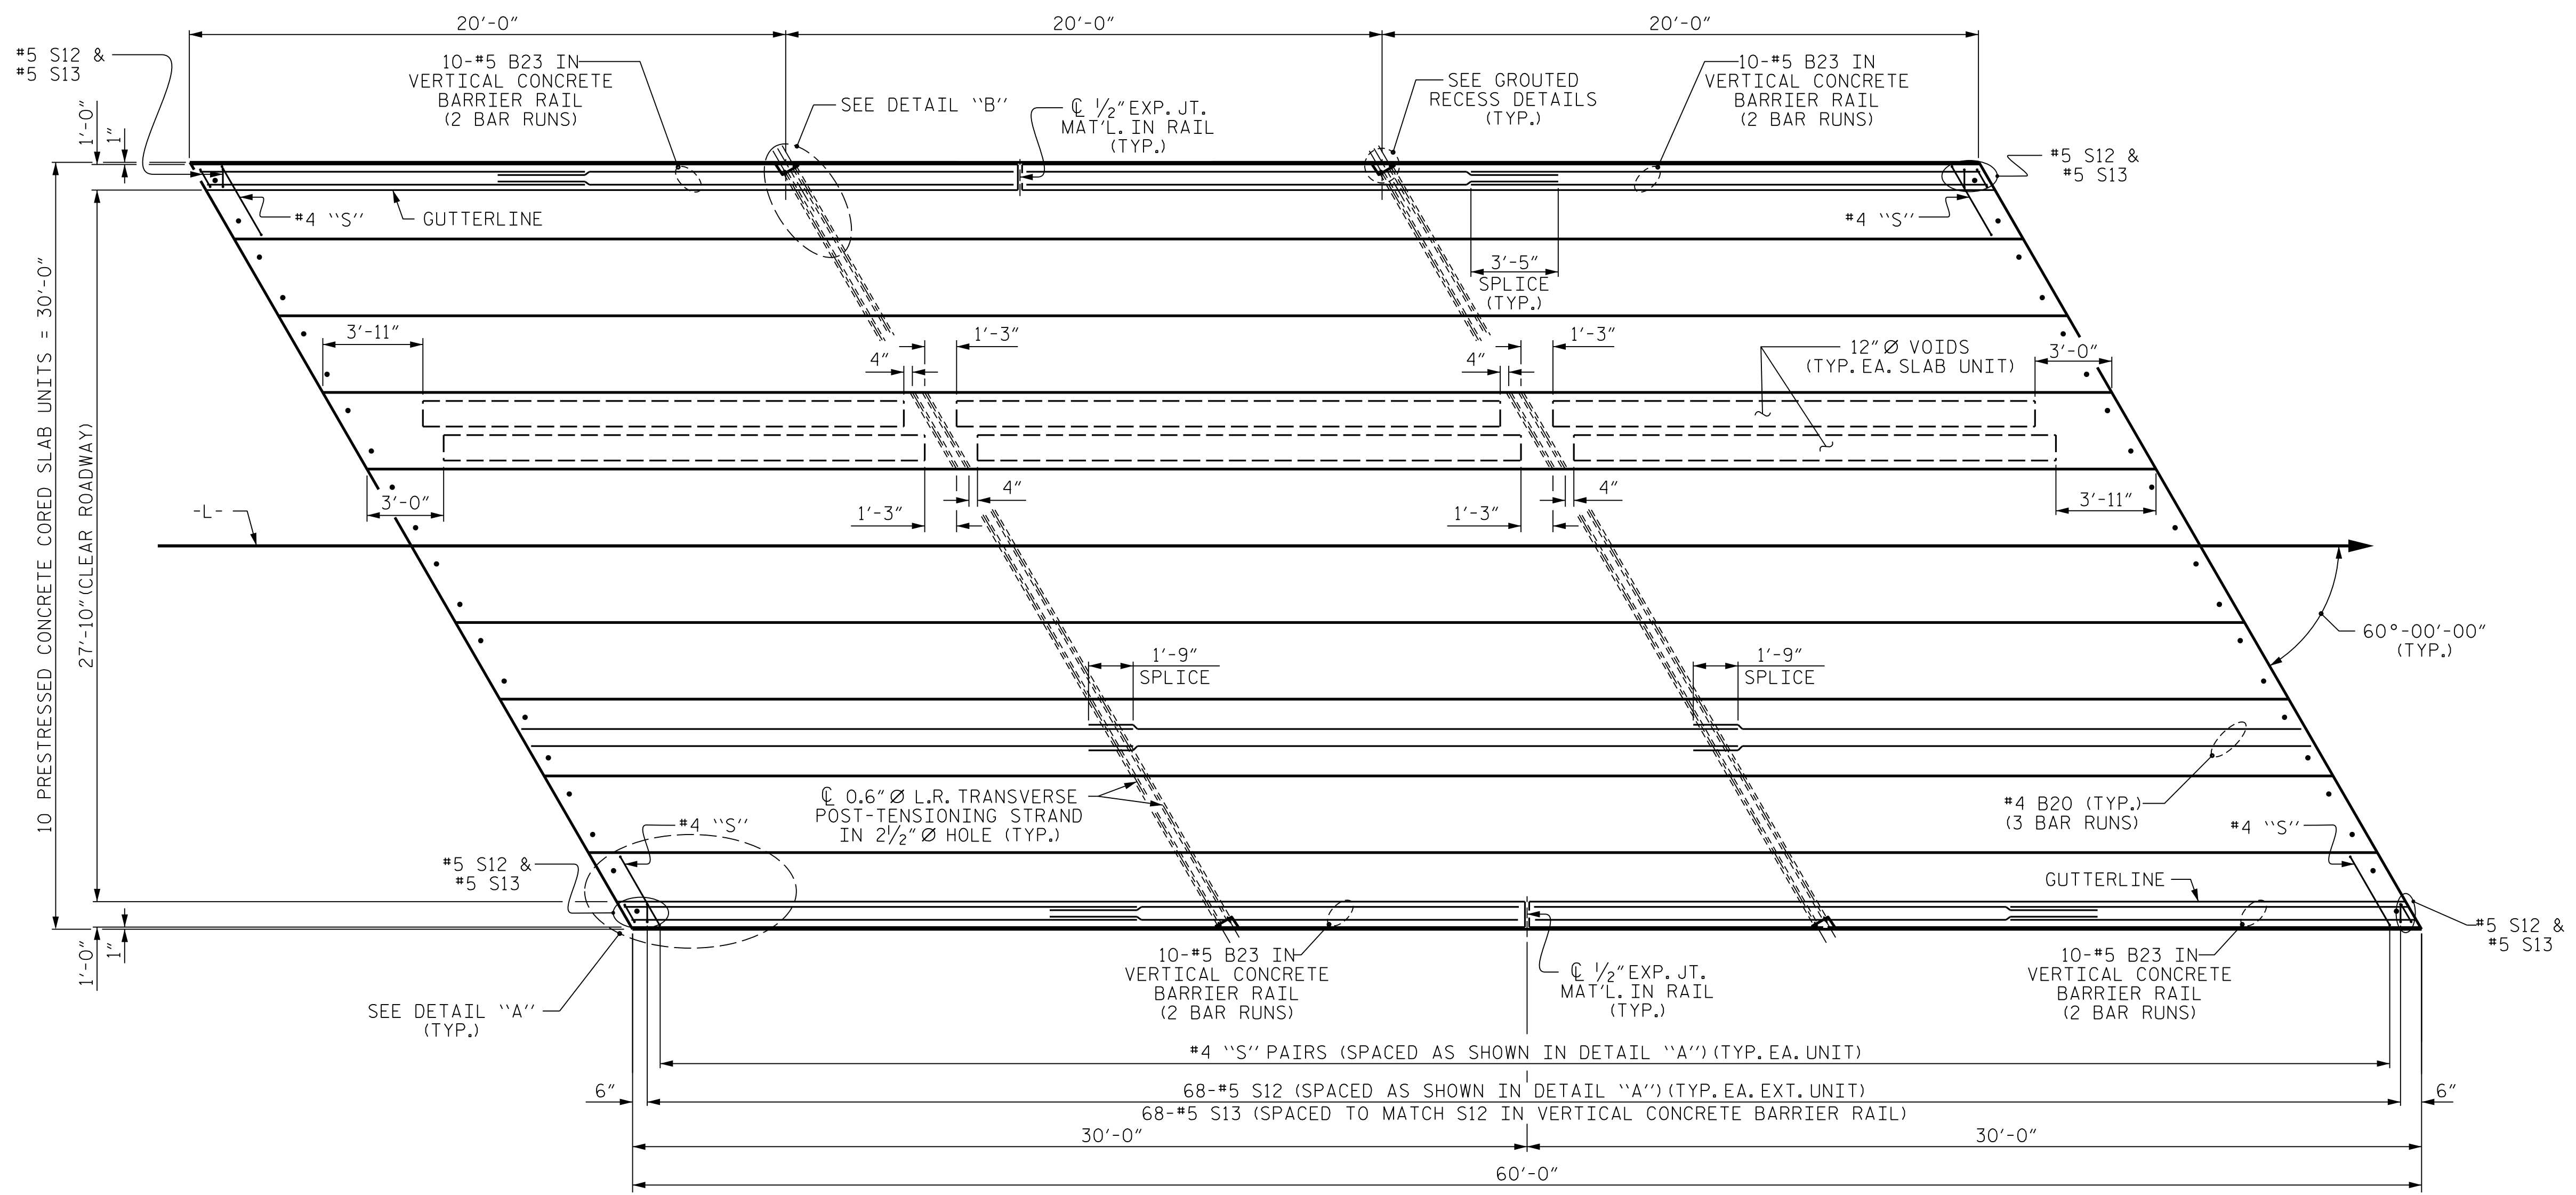 20'-0" 20'-0" 20'-0"
#5 S12 &
#5 S13
10-#5 B23 IN
VERTICAL CONCRETE
BARRIER RAIL
(2 BAR RUNS)
SEE DETAIL "B"
℄ 1/2" EXP. JT.
MAT'L. IN RAIL
(TYP.)
SEE GROUTED
RECESS DETAILS
(TYP.)
10-#5 B23 IN
VERTICAL CONCRETE
BARRIER RAIL
(2 BAR RUNS)
#5 S12 &
#5 S13
1'-0"
1"
#4 "S"
GUTTERLINE
#4 "S"
3'-5"
SPLICE
(TYP.)
3'-11"
1'-3"
4"
1'-3"
4"
12" Ø VOIDS
(TYP. EA. SLAB UNIT)
3'-0"
10 PRESTRESSED CONCRETE CORED SLAB UNITS = 30'-0"
27'-10" (CLEAR ROADWAY)
3'-0"
4"
1'-3"
4"
1'-3"
3'-11"
-L-
60°-00'-00"
(TYP.)
1'-9"
SPLICE
1'-9"
SPLICE
℄ 0.6" Ø L.R. TRANSVERSE
POST-TENSIONING STRAND
IN 2 1/2" Ø HOLE (TYP.)
#4 B20 (TYP.)
(3 BAR RUNS)
#4 "S"
#4 "S"
#5 S12 &
#5 S13
GUTTERLINE
1'-0"
1"
SEE DETAIL "A"
(TYP.)
10-#5 B23 IN
VERTICAL CONCRETE
BARRIER RAIL
(2 BAR RUNS)
℄ 1/2" EXP. JT.
MAT'L. IN RAIL
(TYP.)
10-#5 B23 IN
VERTICAL CONCRETE
BARRIER RAIL
(2 BAR RUNS)
#5 S12 &
#5 S13
#4 "S" PAIRS (SPACED AS SHOWN IN DETAIL "A") (TYP. EA. UNIT)
6"
68-#5 S12 (SPACED AS SHOWN IN DETAIL "A") (TYP. EA. EXT. UNIT)
6"
68-#5 S13 (SPACED TO MATCH S12 IN VERTICAL CONCRETE BARRIER RAIL)
30'-0" 30'-0"
60'-0"